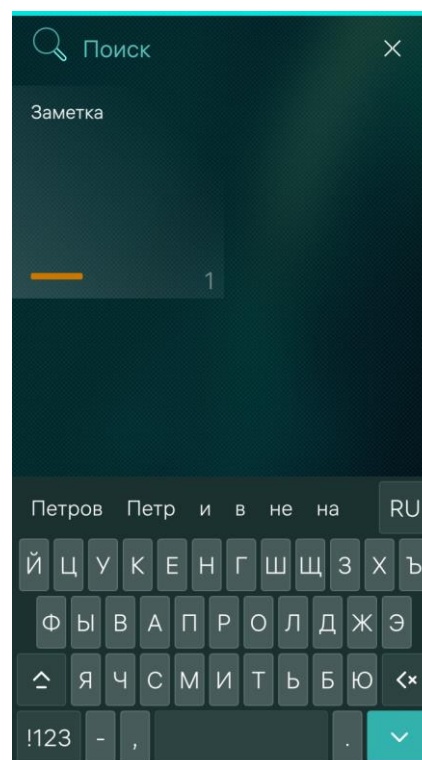 Поиск
Заметка
1
Петров Петр и в не на RU
Й Ц У К Е Н Г Ш Щ З Х Ъ
Ф Ы В А П Р О Л Д Ж Э
Я Ч С М И Т Ь Б Ю
!123 - , .